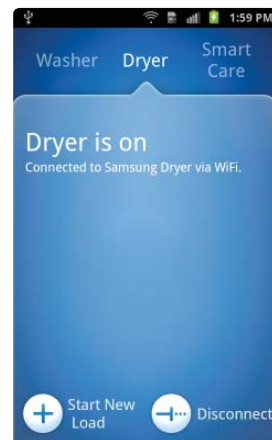 1:59 PM
Washer Dryer Smart
Care
Dryer is on
Connected to Samsung Dryer via WiFi.
Start New
Load
Disconnect